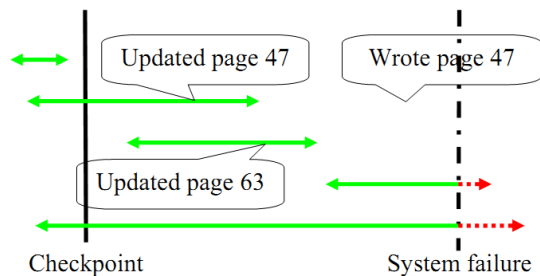 Updated page 47
Wrote page 47
Updated page 63
Checkpoint
System failure